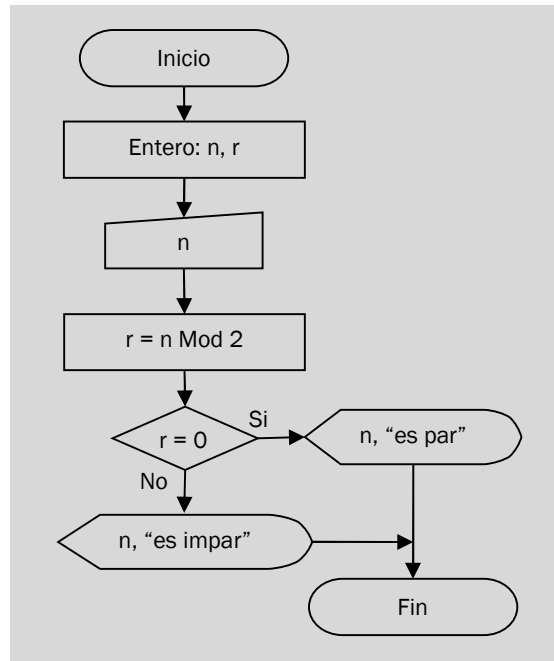 Inicio
Entero: n, r
n
r = n Mod 2
r = 0
Si
n, “es par”
No
n, “es impar”
Fin